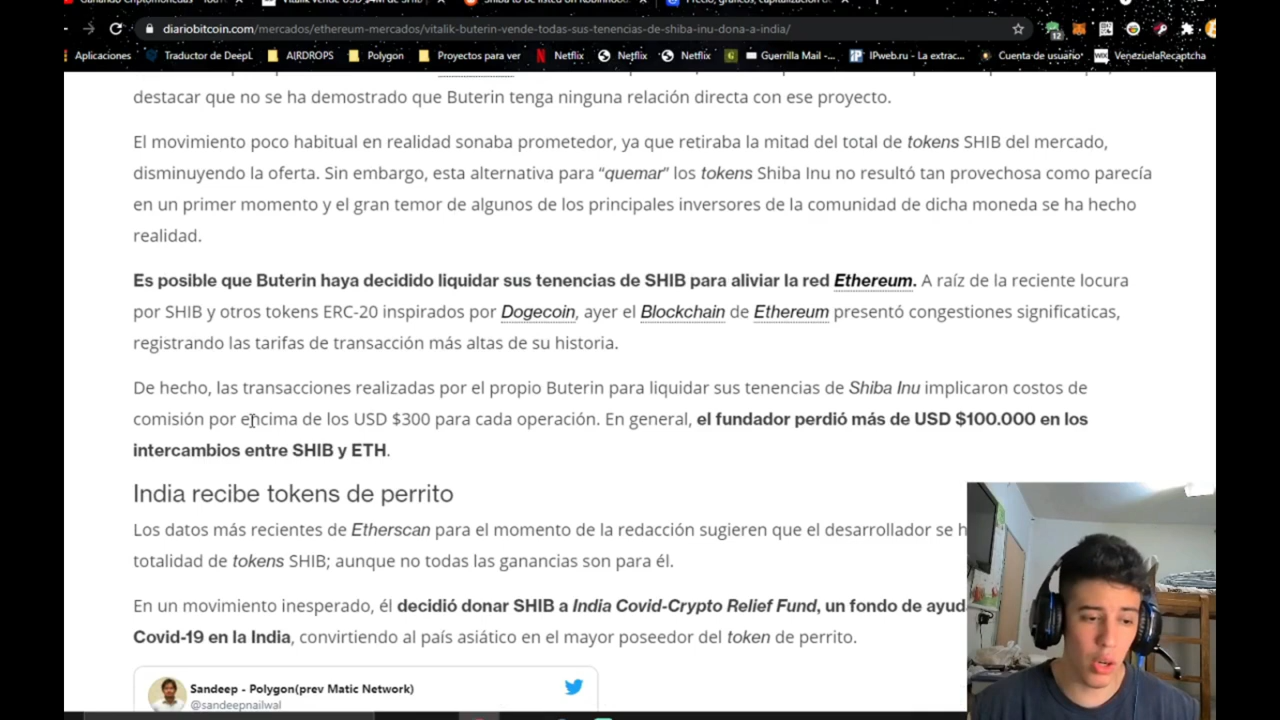 Vitalik vende
diariobitcoin.com/mercados/ethereum-mercados/vitalik-buterin-vende-todas-sus-tenencias-de-shiba-inu-dona-a-india/
12
Aplicaciones Traductor de DeepL AIRDROPS Polygon Proyectos para ver Netflix Netflix Netflix Guerrilla Mail -... IPweb.ru - La extrac... Cuenta de usuario" VenezuelaRecaptcha
destacar que no se ha demostrado que Buterin tenga ninguna relación directa con ese proyecto.
El movimiento poco habitual en realidad sonaba prometedor, ya que retiraba la mitad del total de tokens SHIB del mercado,
disminuyendo la oferta. Sin embargo, esta alternativa para “quemar” los tokens Shiba Inu no resultó tan provechosa como parecía
en un primer momento y el gran temor de algunos de los principales inversores de la comunidad de dicha moneda se ha hecho
realidad.
Es posible que Buterin haya decidido liquidar sus tenencias de SHIB para aliviar la red Ethereum. A raíz de la reciente locura
por SHIB y otros tokens ERC-20 inspirados por Dogecoin, ayer el Blockchain de Ethereum presentó congestiones significaticas,
registrando las tarifas de transacción más altas de su historia.
De hecho, las transacciones realizadas por el propio Buterin para liquidar sus tenencias de Shiba Inu implicaron costos de
comisión por encima de los USD $300 para cada operación. En general, el fundador perdió más de USD $100.000 en los
intercambios entre SHIB y ETH.
India recibe tokens de perrito
Los datos más recientes de Etherscan para el momento de la redacción sugieren que el desarrollador se h
totalidad de tokens SHIB; aunque no todas las ganancias son para él.
En un movimiento inesperado, él decidió donar SHIB a India Covid-Crypto Relief Fund, un fondo de ayud
Covid-19 en la India, convirtiendo al país asiático en el mayor poseedor del token de perrito.
Sandeep - Polygon(prev Matic Network)
@sandeepnailwal